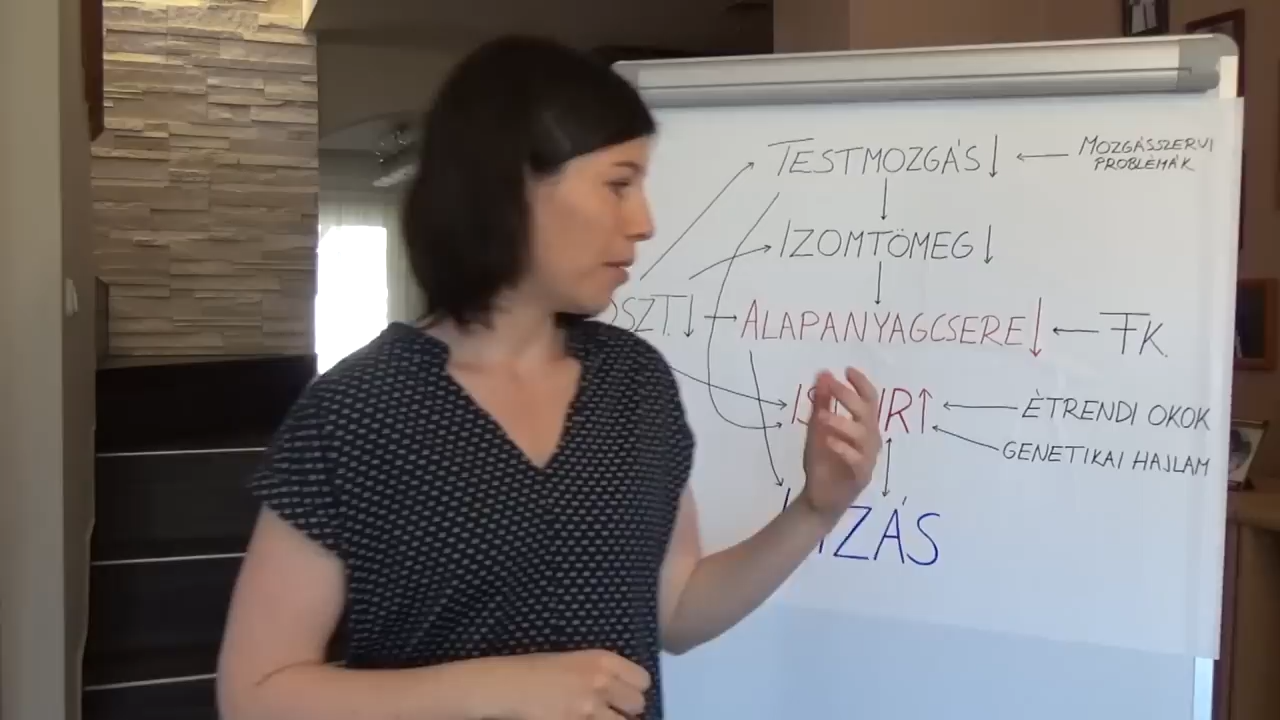 TESTMOZGÁS↓ ← MOZGÁSSZERVI
PROBLÉMÁK
IZOMTÖMEG↓
→ ALAPANYAGCSERE↓ ← FK.
← ÉTRENDI OKOK
GENETIKAI HAJLAM